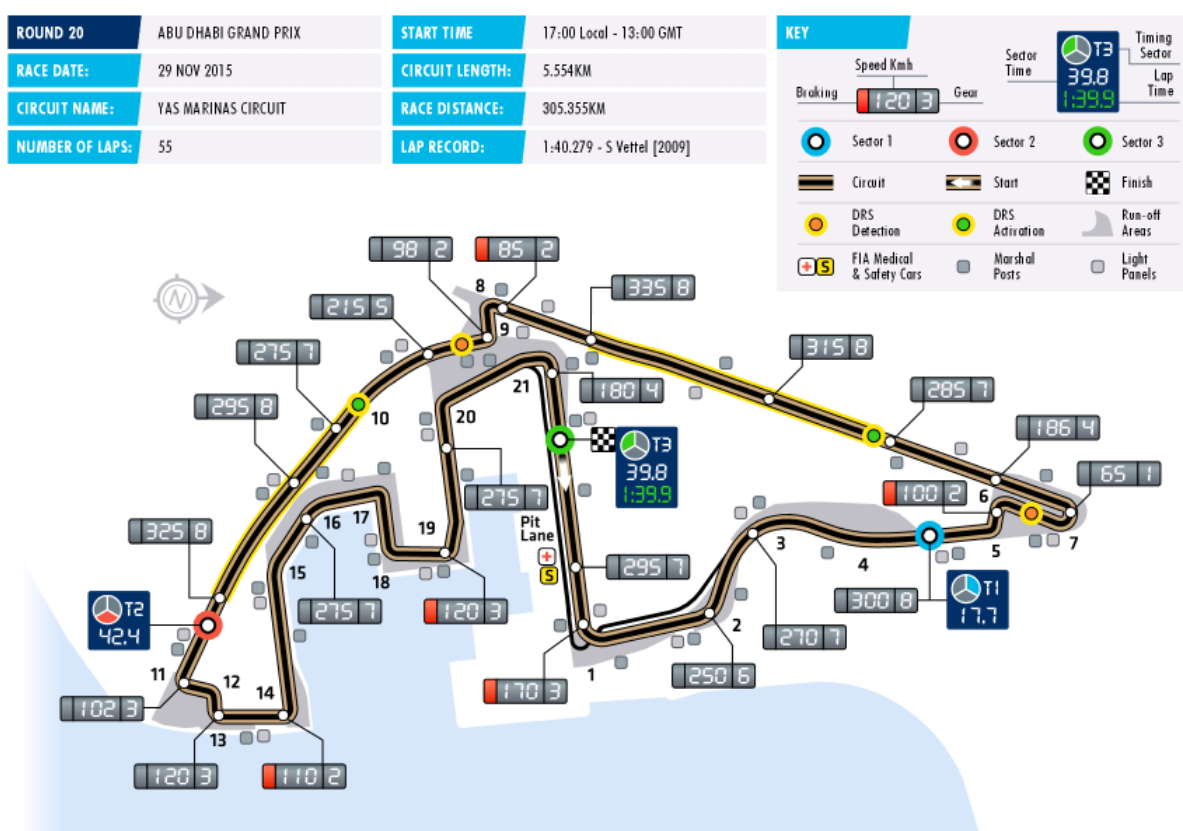 ROUND 20
ABU DHABI GRAND PRIX
RACE DATE:
29 NOV 2015
CIRCUIT NAME:
YAS MARINAS CIRCUIT
NUMBER OF LAPS:
55
START TIME
17:00 Local - 13:00 GMT
CIRCUIT LENGTH:
5.554KM
RACE DISTANCE:
305.355KM
LAP RECORD:
1:40.279 - S Vettel [2009]
KEY
Speed Kmh
Braking
120 3
Gear
Sector
Time
T3
39.8
1:39.9
Timing
Sector
Lap
Time
Sector 1
Sector 2
Sector 3
Circuit
Start
Finish
DRS
Detection
DRS
Activation
Run-off
Areas
S
FIA Medical
& Safety Cars
Marshal
Posts
Light
Panels
98 2
85 2
8
335 8
N
215 5
9
275 7
315 8
21
180 4
285 7
295 8
10
20
186 4
T3
39.8
1:39.9
65 1
100 2
6
275 7
16
17
19
Pit
Lane
325 8
3
5
7
4
S
18
15
295 7
T2
42.4
275 7
120 3
300 8
T1
17.7
2
270 7
11
12
14
1
250 6
170 3
102 3
13
120 3
110 2